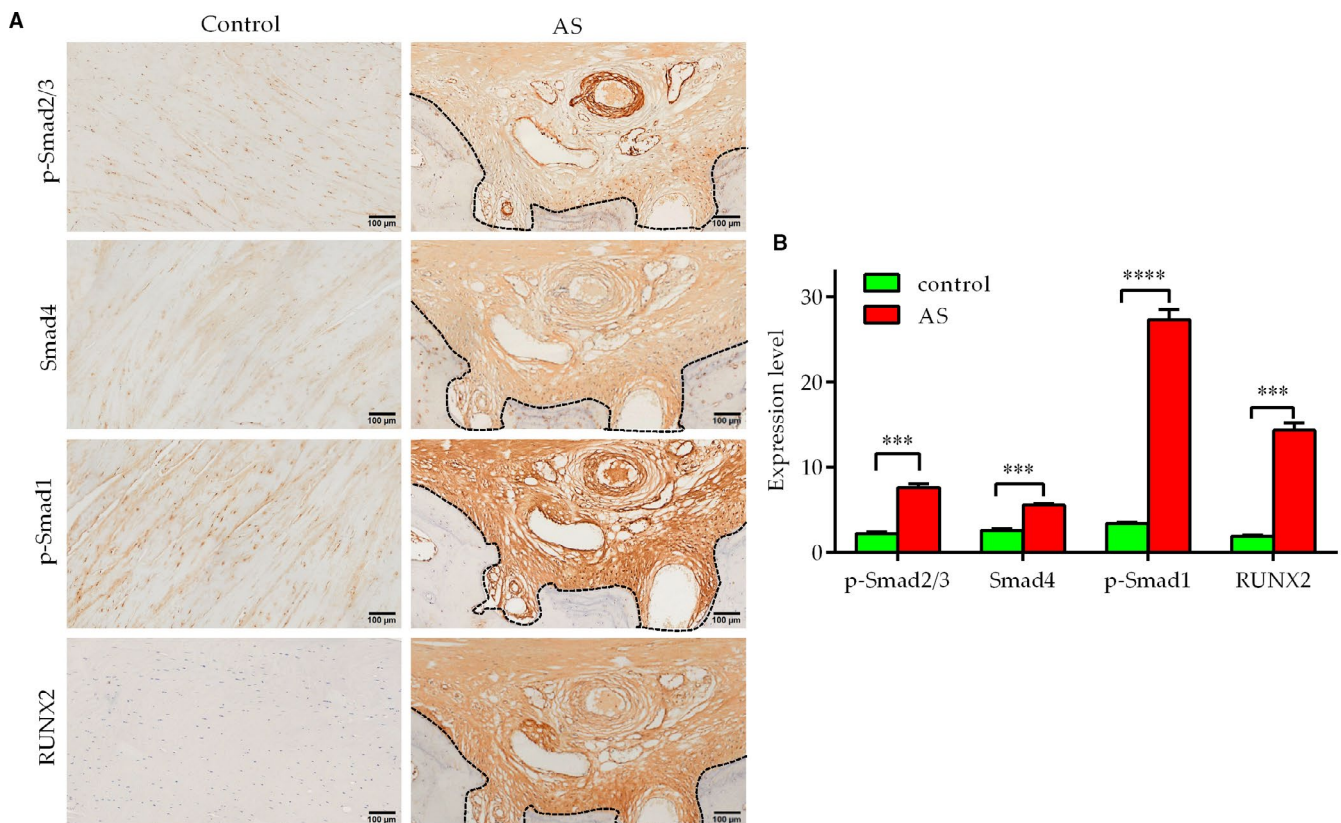 A
Control
AS
p-Smad2/3
100 µm
100 µm
Smad4
100 µm
100 µm
p-Smad1
100 µm
100 µm
RUNX2
100 µm
100 µm
B
control
AS
Expression level
30
20
10
0
***
***
****
***
p-Smad2/3
Smad4
p-Smad1
RUNX2